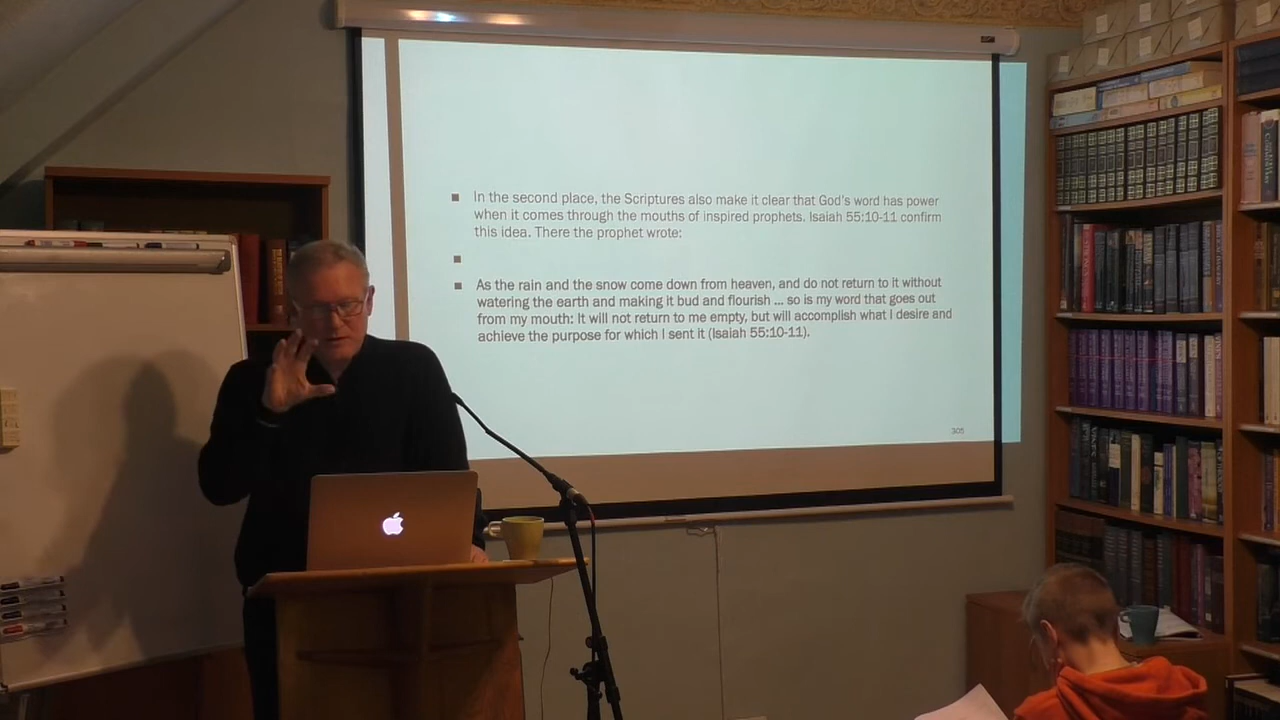 In the second place, the Scriptures also make it clear that God's word has power
when it comes through the mouths of inspired prophets. Isaiah 55:10-11 confirm
this idea. There the prophet wrote:
As the rain and the snow come down from heaven, and do not return to it without
watering the earth and making it bud and flourish ... so is my word that goes out
from my mouth: It will not return to me empty, but will accomplish what I desire and
achieve the purpose for which I sent it (Isaiah 55:10-11).
305